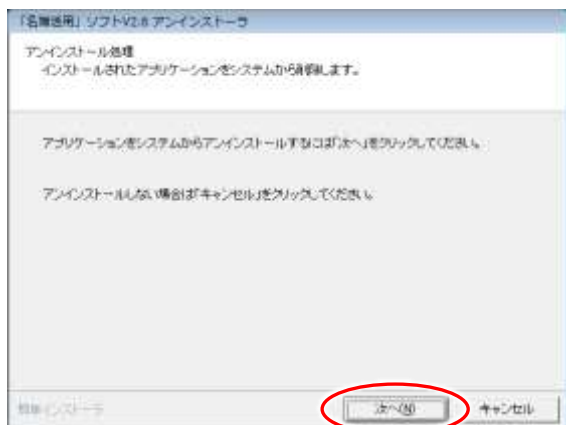 「名簿活用」ソフトV2.6 アンインストーラ
アンインストール処理
インストールされたアプリケーションをシステムから削除します。
アプリケーションをシステムからアンインストールするには「次へ」をクリックしてください。
アンインストールしない場合は「キャンセル」をクリックしてください。
インストーラ
次へ(N)
キャンセル